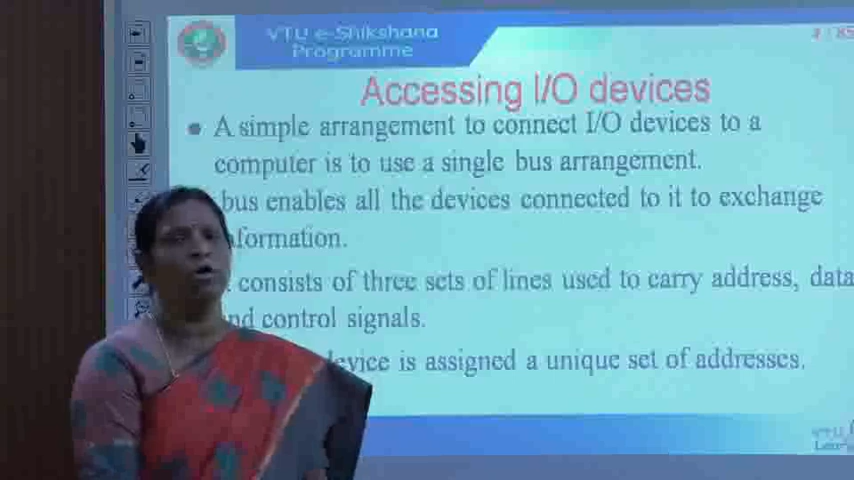 VTU e-Shikshana
Programme
Accessing I/O devices
A simple arrangement to connect I/O devices to a
computer is to use a single bus arrangement.
bus enables all the devices connected to it to exchange
formation.
consists of three sets of lines used to carry address, data
nd control signals.
device is assigned a unique set of addresses.
VTU